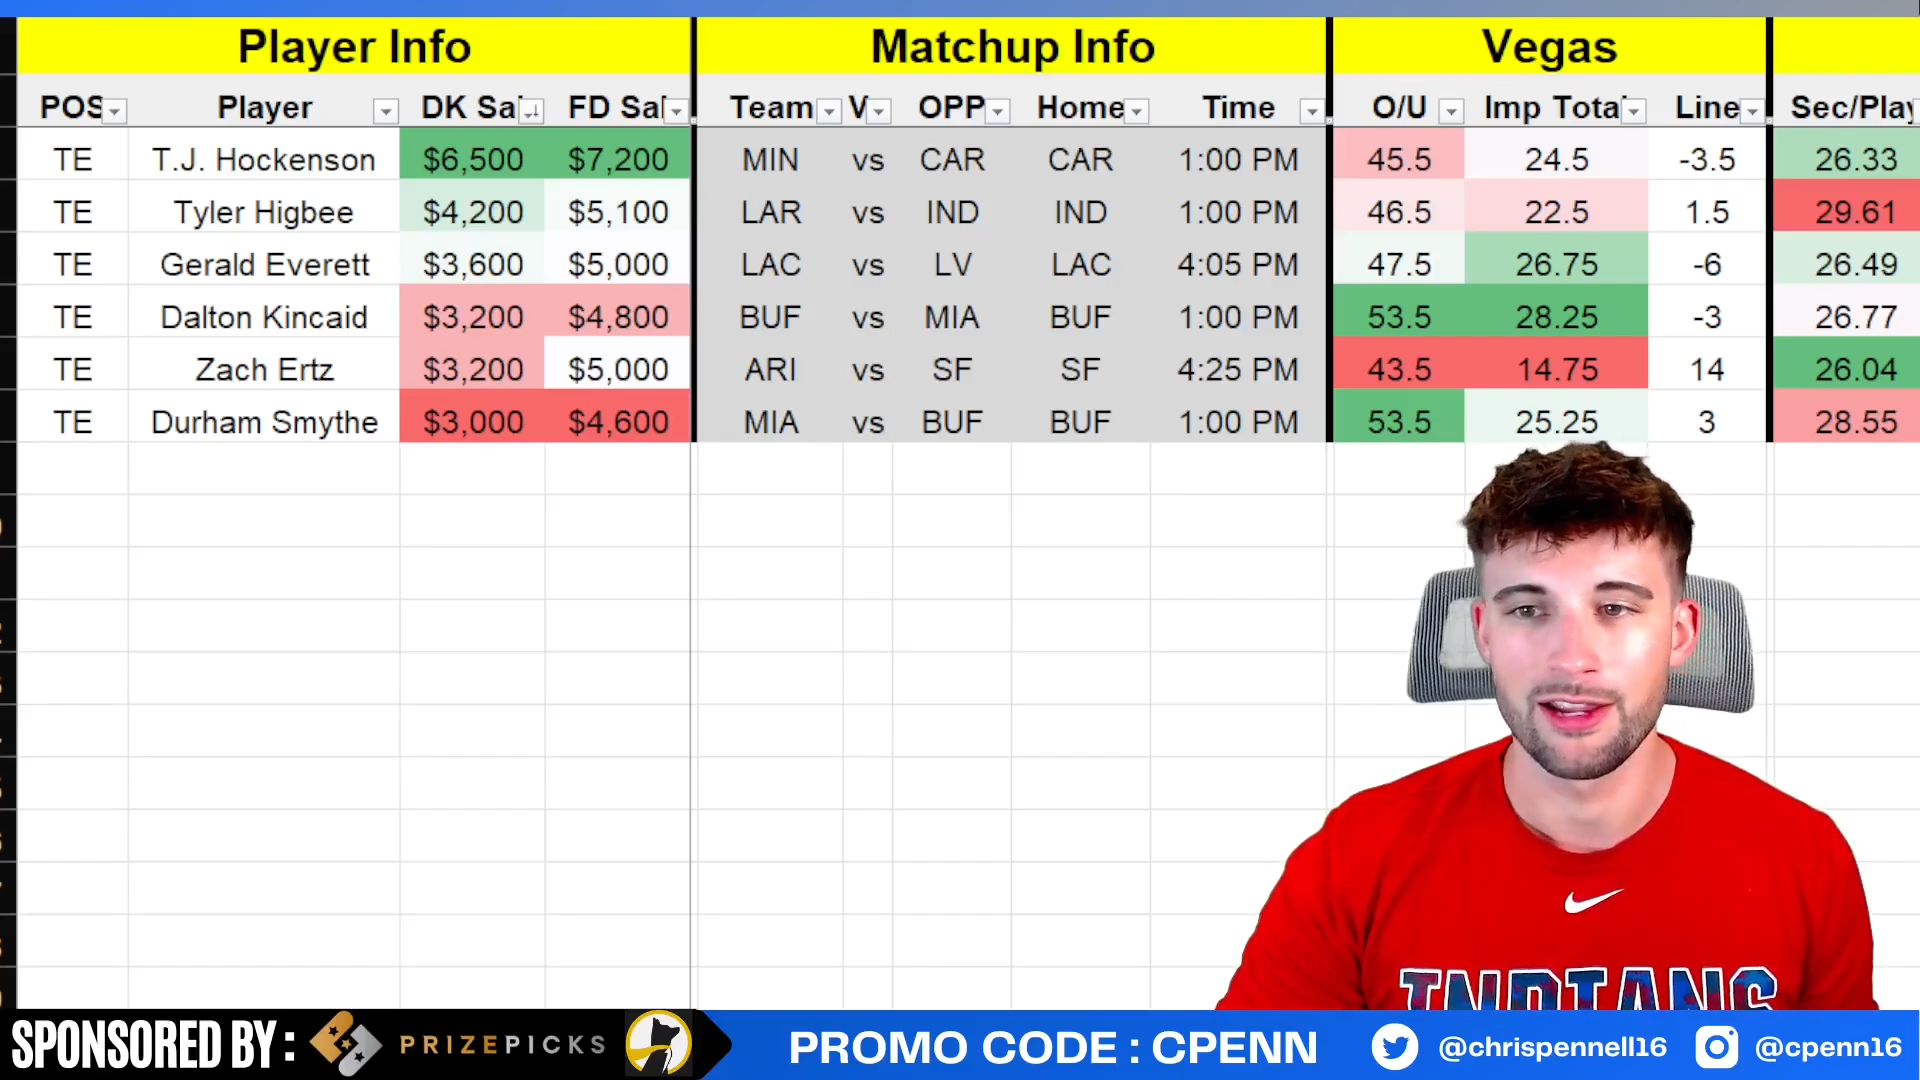 Player Info Matchup Info Vegas
POS Player DK Sal FD Sal Team V OPP Home Time O/U Imp Tota Line Sec/Play
TE T.J. Hockenson $6,500 $7,200 MIN vs CAR CAR 1:00 PM 45.5 24.5 -3.5 26.33
TE Tyler Higbee $4,200 $5,100 LAR vs IND IND 1:00 PM 46.5 22.5 1.5 29.61
TE Gerald Everett $3,600 $5,000 LAC vs LV LAC 4:05 PM 47.5 26.75 -6 26.49
TE Dalton Kincaid $3,200 $4,800 BUF vs MIA BUF 1:00 PM 53.5 28.25 -3 26.77
TE Zach Ertz $3,200 $5,000 ARI vs SF SF 4:25 PM 43.5 14.75 14 26.04
TE Durham Smythe $3,000 $4,600 MIA vs BUF BUF 1:00 PM 53.5 25.25 3 28.55
INDIANS
SPONSORED BY : PRIZEPICKS PROMO CODE : CPENN @chrispennell16 @cpenn16